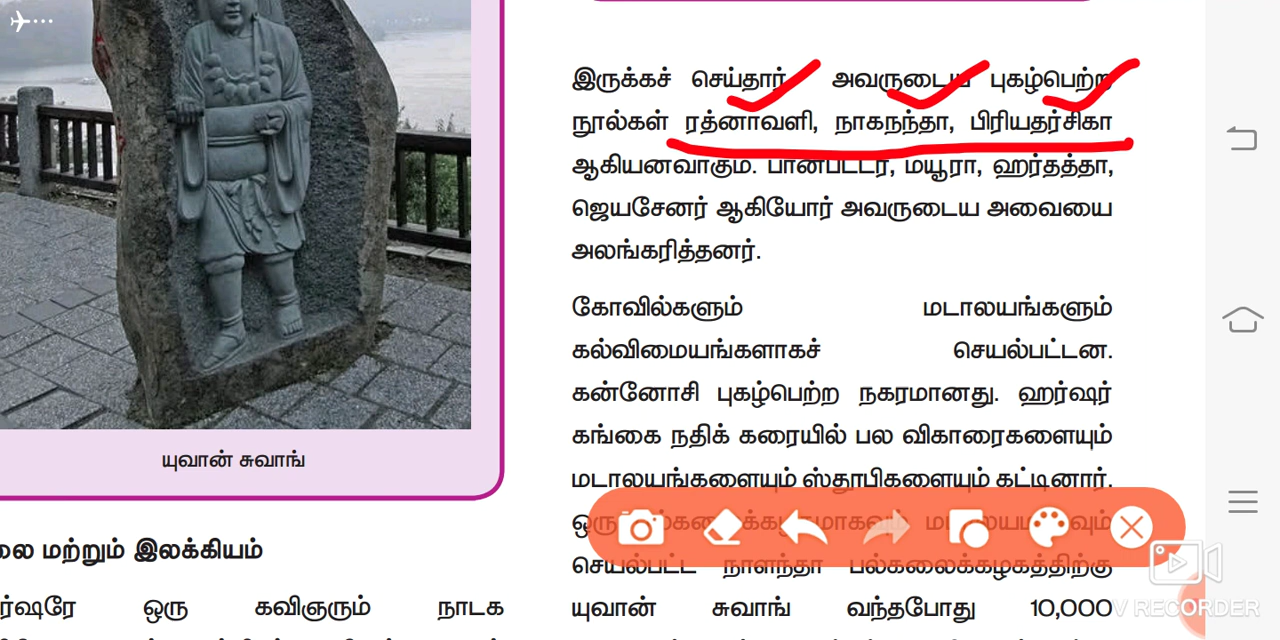 யுவான் சுவாங்
மற்றும் இலக்கியம்
ஒரு கவிஞரும் நாடக
இருக்கச் செய்தார் அவருடைய புகழ்பெற்ற
நூல்கள் ரத்னாவளி, நாகநந்தா, பிரியதர்சிகா
ஆகியனவாகும். பானபட்டர், மயூரா, ஹர்தத்தா,
ஜெயசேனர் ஆகியோர் அவருடைய அவையை
அலங்கரித்தனர்.
கோவில்களும் மடாலயங்களும்
கல்விமையங்களாகச் செயல்பட்டன.
கன்னோசி புகழ்பெற்ற நகரமானது. ஹர்ஷர்
கங்கை நதிக் கரையில் பல விகாரைகளையும்
மடாலயங்களையும் ஸ்தூபிகளையும் கட்டினார்.
ஒரு
செயல்பட்ட நாளந்தா பல்கலைக்கழகத்திற்கு
யுவான் சுவாங் வந்தபோது 10,000
V RECORDER